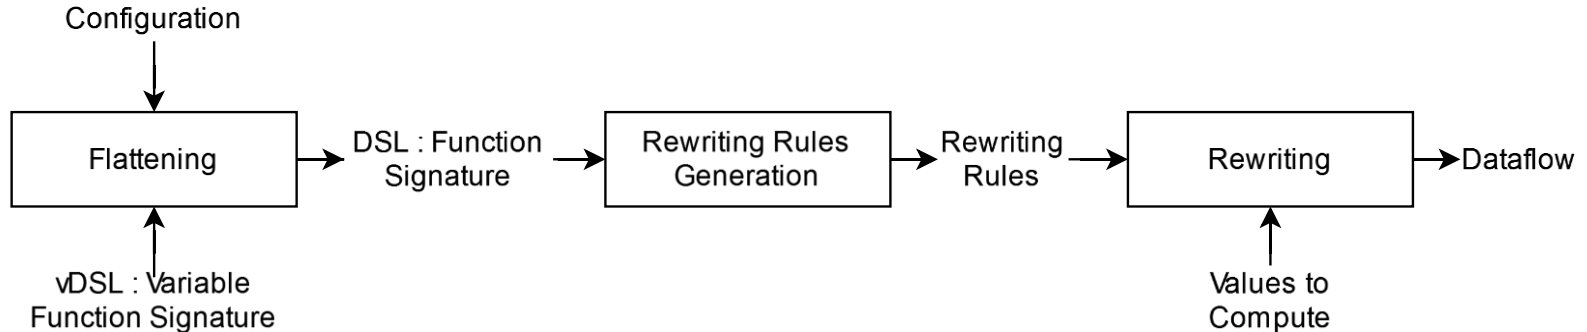 Configuration
Flattening
vDSL : Variable
Function Signature
DSL : Function
Signature
Rewriting Rules
Generation
Rewriting
Rules
Rewriting
Values to
Compute
Dataflow